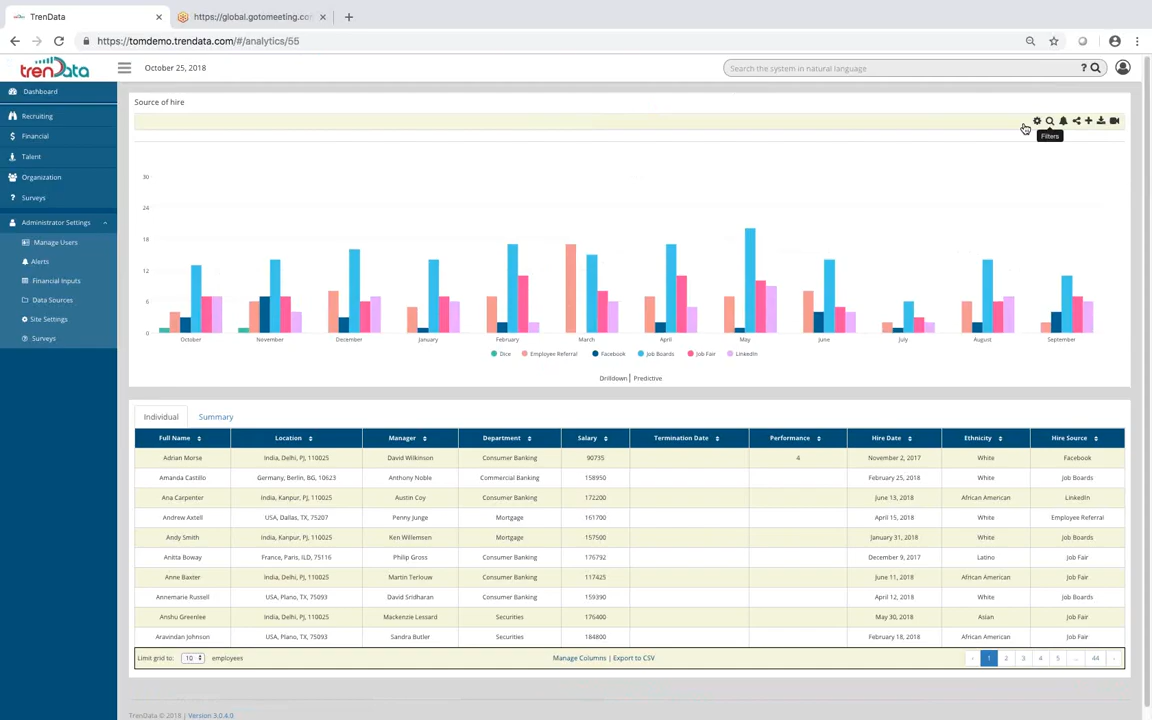 TrenData
https://global.gotomeeting.co
https://tomdemo.trendata.com/#/analytics/55
trenData
October 25, 2018
Search the system in natural language
?
Dashboard
Recruiting
Financial
Talent
Organization
Surveys
Administrator Settings
Manage Users
Alerts
Financial Inputs
Data Sources
Site Settings
Surveys
Source of hire
Filters
30
24
18
12
6
0
October November December January February March April May June July August September
Dice Employee Referral Facebook Job Boards Job Fair LinkedIn
Drilldown | Predictive
Individual Summary
Full Name Location Manager Department Salary Termination Date Performance Hire Date Ethnicity Hire Source
Adrian Morse India, Delhi, PJ, 110025 David Wilkinson Consumer Banking 90735 4 November 2, 2017 White Facebook
Amanda Castillo Germany, Berlin, BG, 10623 Anthony Noble Commercial Banking 158950 February 25, 2018 White Job Boards
Ana Carpenter India, Kanpur, PJ, 110025 Austin Coy Consumer Banking 172200 June 13, 2018 African American LinkedIn
Andrew Axtell USA, Dallas, TX, 75207 Penny Junge Mortgage 161700 April 15, 2018 White Employee Referral
Andy Smith India, Kanpur, PJ, 110025 Ken Willemsen Mortgage 157500 January 31, 2018 White Job Boards
Anitta Boway France, Paris, ILD, 75116 Philip Gross Consumer Banking 176792 December 9, 2017 Latino Job Fair
Anne Baxter India, Delhi, PJ, 110025 Martin Terlouw Consumer Banking 117425 June 11, 2018 African American Job Fair
Annemarie Russell USA, Plano, TX, 75093 David Sridharan Consumer Banking 159390 April 12, 2018 White Job Boards
Anshu Greenlee India, Delhi, PJ, 110025 Mackenzie Lessard Securities 176400 May 30, 2018 Asian Job Fair
Aravindan Johnson USA, Plano, TX, 75093 Sandra Butler Securities 184800 February 18, 2018 African American Job Fair
Limit grid to: 10 employees Manage Columns | Export to CSV 1 2 3 4 5 ... 44
TrenData © 2018 | Version 3.0.4.0